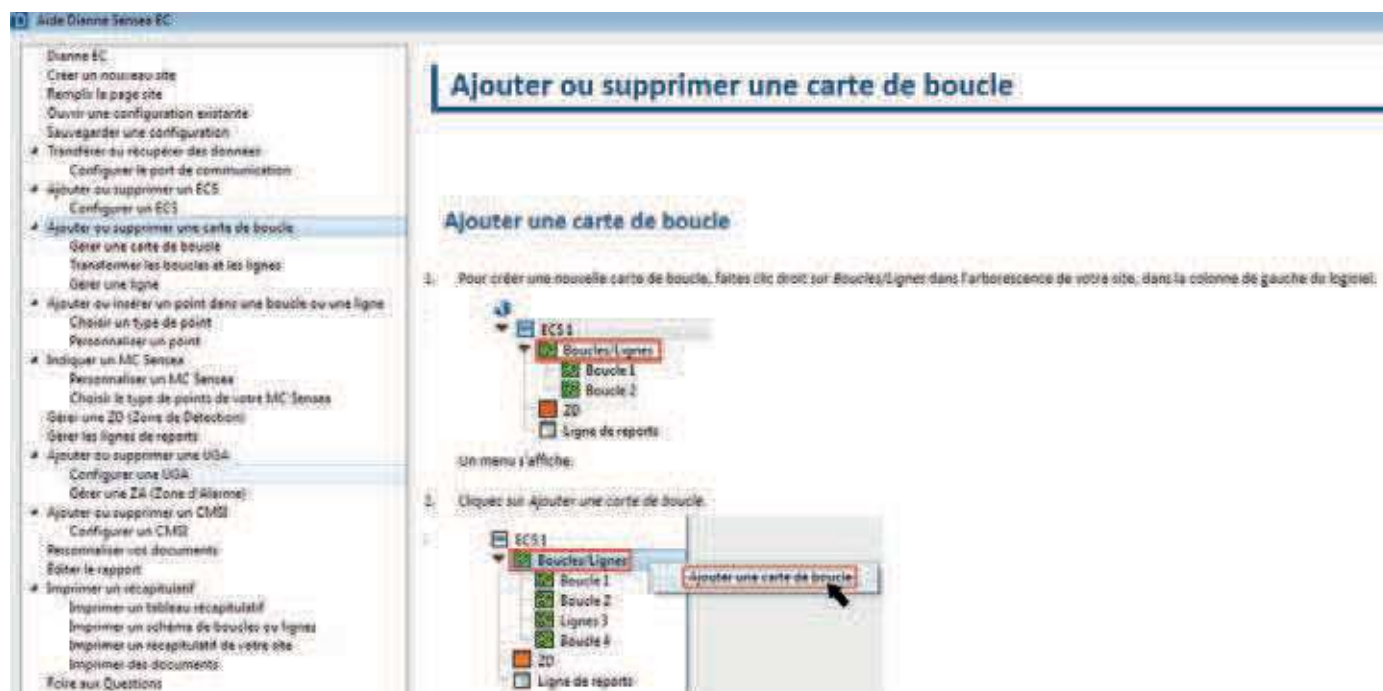 Aide Dianne Sensea EC
Dianne EC
Créer un nouveau site
Remplir la page site
Ouvrir une configuration existante
Sauvegarder une configuration
Transférer ou récupérer des données
Configurer le port de communication
Ajouter ou supprimer un ECS
Configurer un ECS
Ajouter ou supprimer une carte de boucle
Gérer une carte de boucle
Transformer les boucles et les lignes
Gérer une ligne
Ajouter ou insérer un point dans une boucle ou une ligne
Choisir un type de point
Personnaliser un point
Indiquer un MC Sensea
Personnaliser un MC Sensea
Choisir le type de points de votre MC Sensea
Gérer une ZD (Zone de Détection)
Gérer les lignes de reports
Ajouter ou supprimer une UGA
Configurer une UGA
Gérer une ZA (Zone d'Alarme)
Ajouter ou supprimer un CMSI
Configurer un CMSI
Personnaliser vos documents
Éditer le rapport
Imprimer un récapitulatif
Imprimer un tableau récapitulatif
Imprimer un schéma de boucles ou lignes
Imprimer un récapitulatif de votre site
Imprimer des documents
Foire aux Questions
Ajouter ou supprimer une carte de boucle
Ajouter une carte de boucle
1. Pour créer une nouvelle carte de boucle, faites clic droit sur Boucles/Lignes dans l'arborescence de votre site, dans la colonne de gauche du logiciel.
ECS 1
Boucles/Lignes
Boucle 1
Boucle 2
ZD
Ligne de reports
Un menu s'affiche.
2. Cliquez sur Ajouter une carte de boucle.
ECS 1
Boucles/Lignes
Ajouter une carte de boucle
Boucle 1
Boucle 2
Lignes 3
Boucle 4
ZD
Ligne de reports